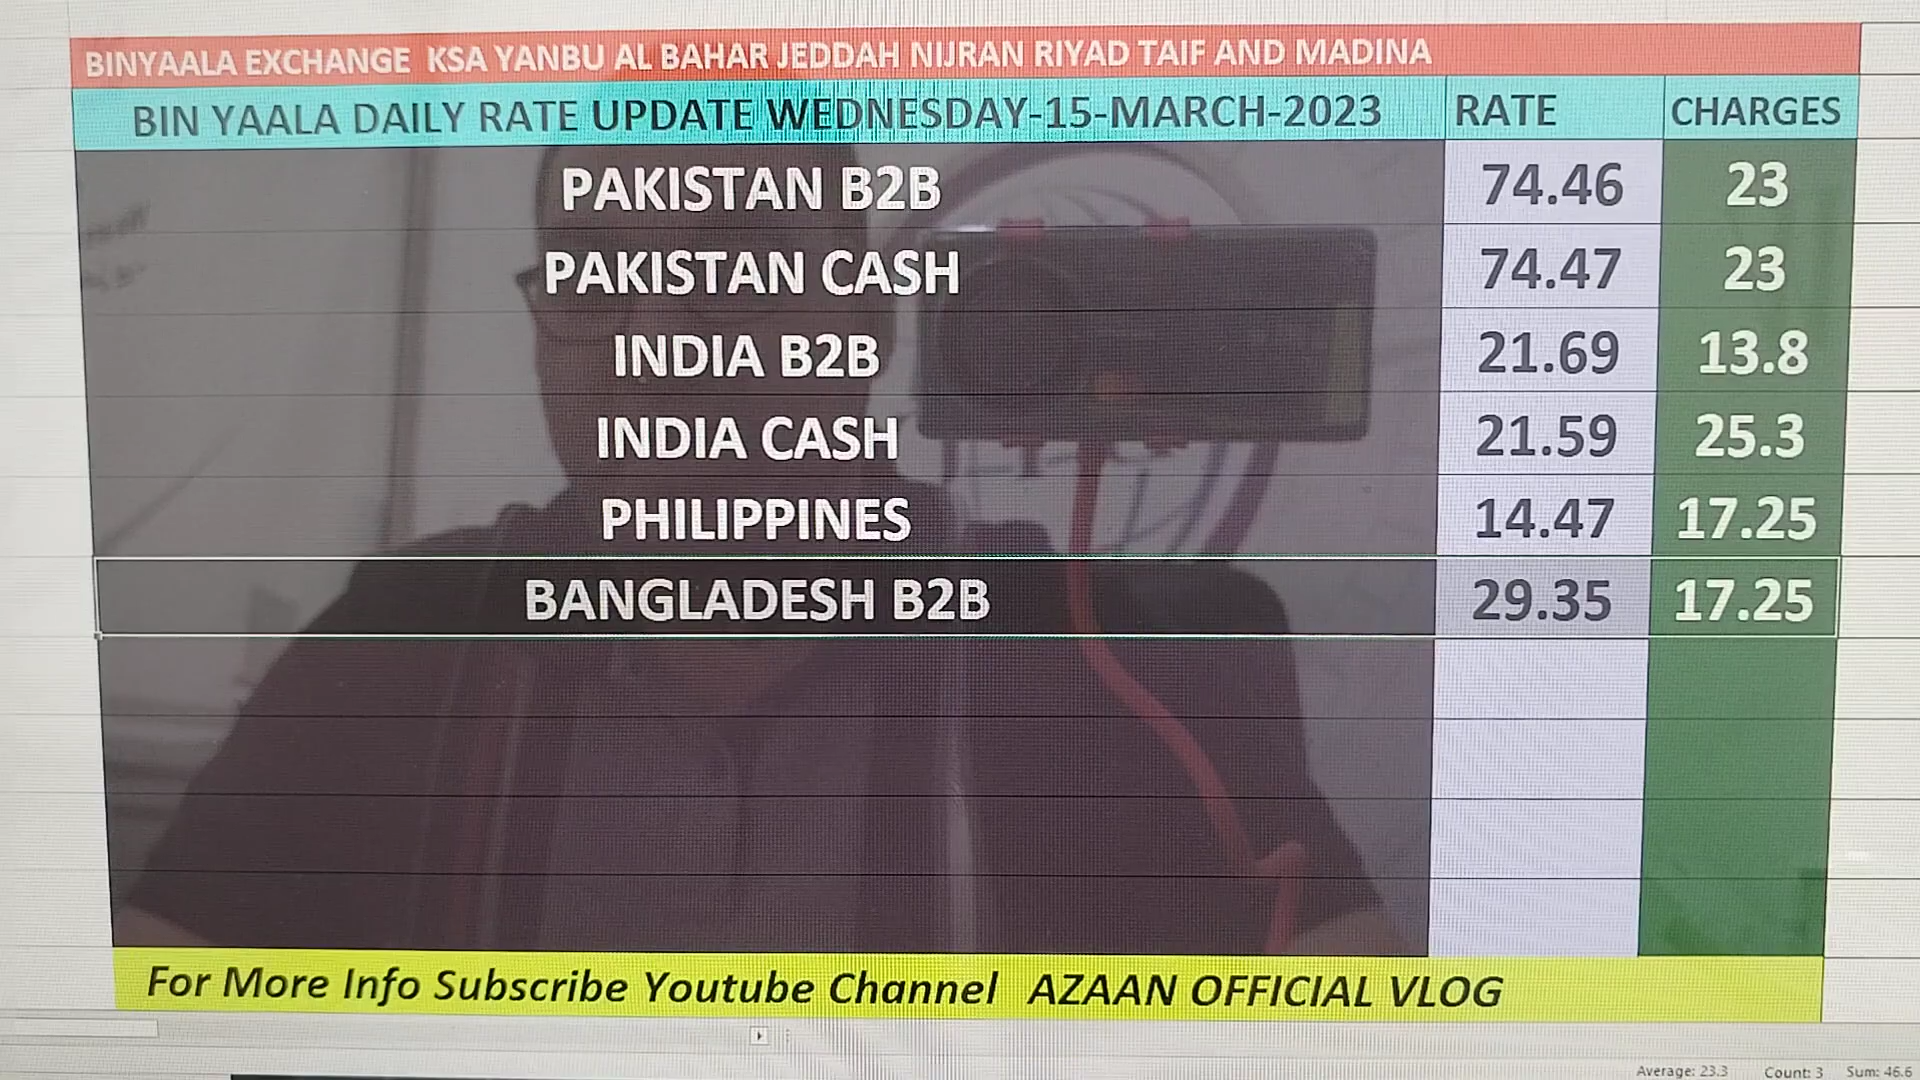 BINYAALA EXCHANGE KSA YANBU AL BAHAR JEDDAH NIJRAN RIYAD TAIF AND MADINA
BIN YAALA DAILY RATE UPDATE WEDNESDAY-15-MARCH-2023 RATE CHARGES
PAKISTAN B2B 74.46 23
PAKISTAN CASH 74.47 23
INDIA B2B 21.69 13.8
INDIA CASH 21.59 25.3
PHILIPPINES 14.47 17.25
BANGLADESH B2B 29.35 17.25
For More Info Subscribe Youtube Channel AZAAN OFFICIAL VLOG
Average: 23.3 Count: 3 Sum: 46.6